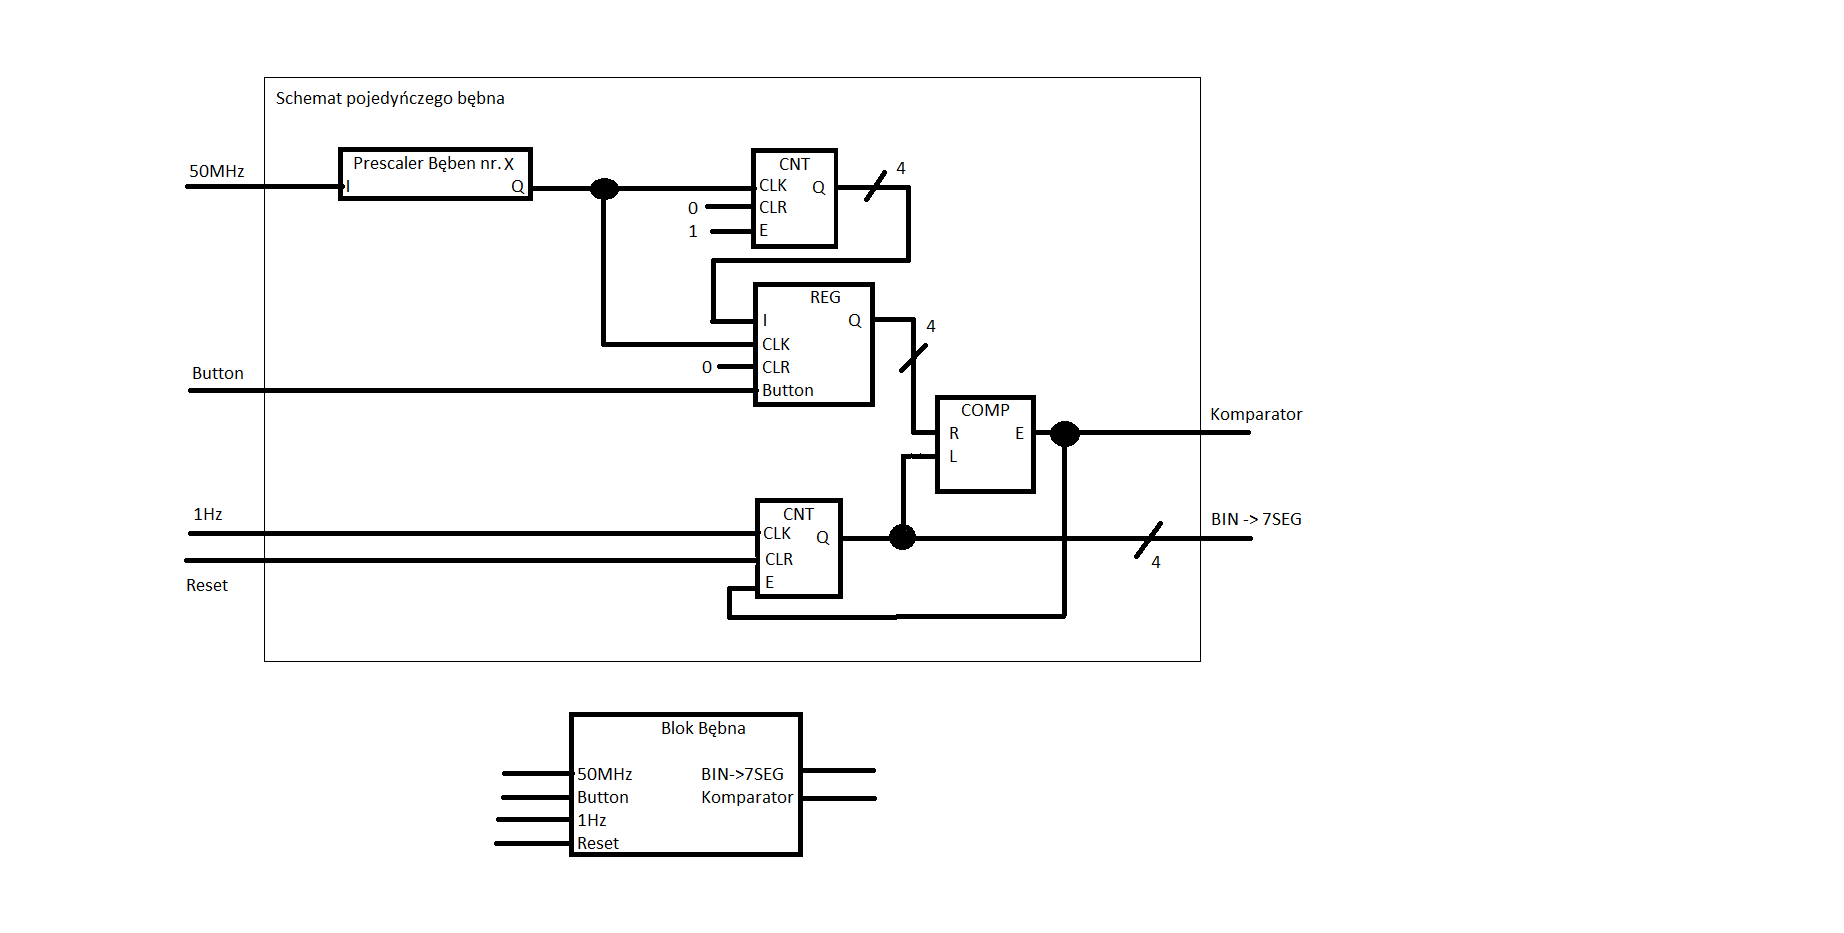 Schemat pojedyńczego bębna
50MHz
Prescaler Bęben nr. X
I
Q
CNT
CLK
Q
CLR
E
0
1
4
REG
I
Q
CLK
CLR
Button
0
4
Button
COMP
R
E
L
Komparator
1Hz
Reset
CNT
CLK
Q
CLR
E
BIN -> 7SEG
4
Blok Bębna
50MHz
BIN->7SEG
Button
Komparator
1Hz
Reset